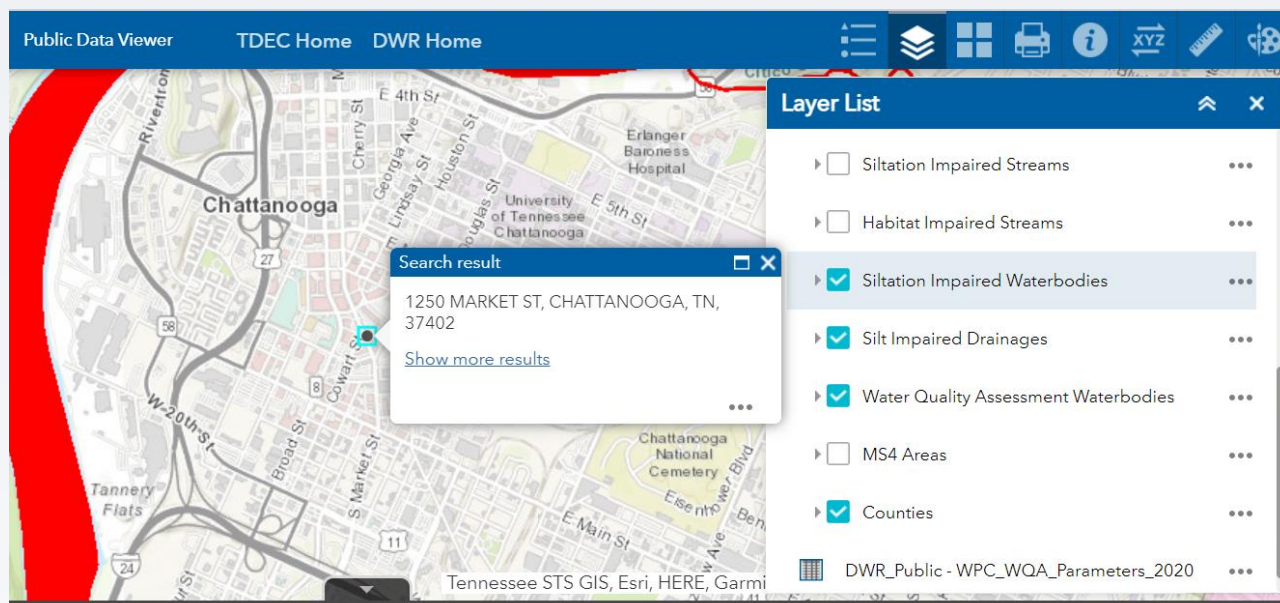 Public Data Viewer
TDEC Home
DWR Home
XYZ
Layer List
Siltation Impaired Streams
Habitat Impaired Streams
Siltation Impaired Waterbodies
Silt Impaired Drainages
Water Quality Assessment Waterbodies
MS4 Areas
Counties
DWR_Public - WPC_WQA_Parameters_2020
Search result
1250 MARKET ST, CHATTANOOGA, TN,
37402
Show more results
E 4th St
58
Cherry St
Georgia Ave
Lindsay St
Houston St
Erlanger
Baroness
Hospital
Chattanooga
University
of Tennessee
Chattanooga
E 5th St
27
58
8
Cowart St
W-20th-St
Broad St
S Market St
Chattanooga
National
Cemetery
Tannery
Flats
E-Main St
11
24
Tennessee STS GIS, Esri, HERE, Garmi